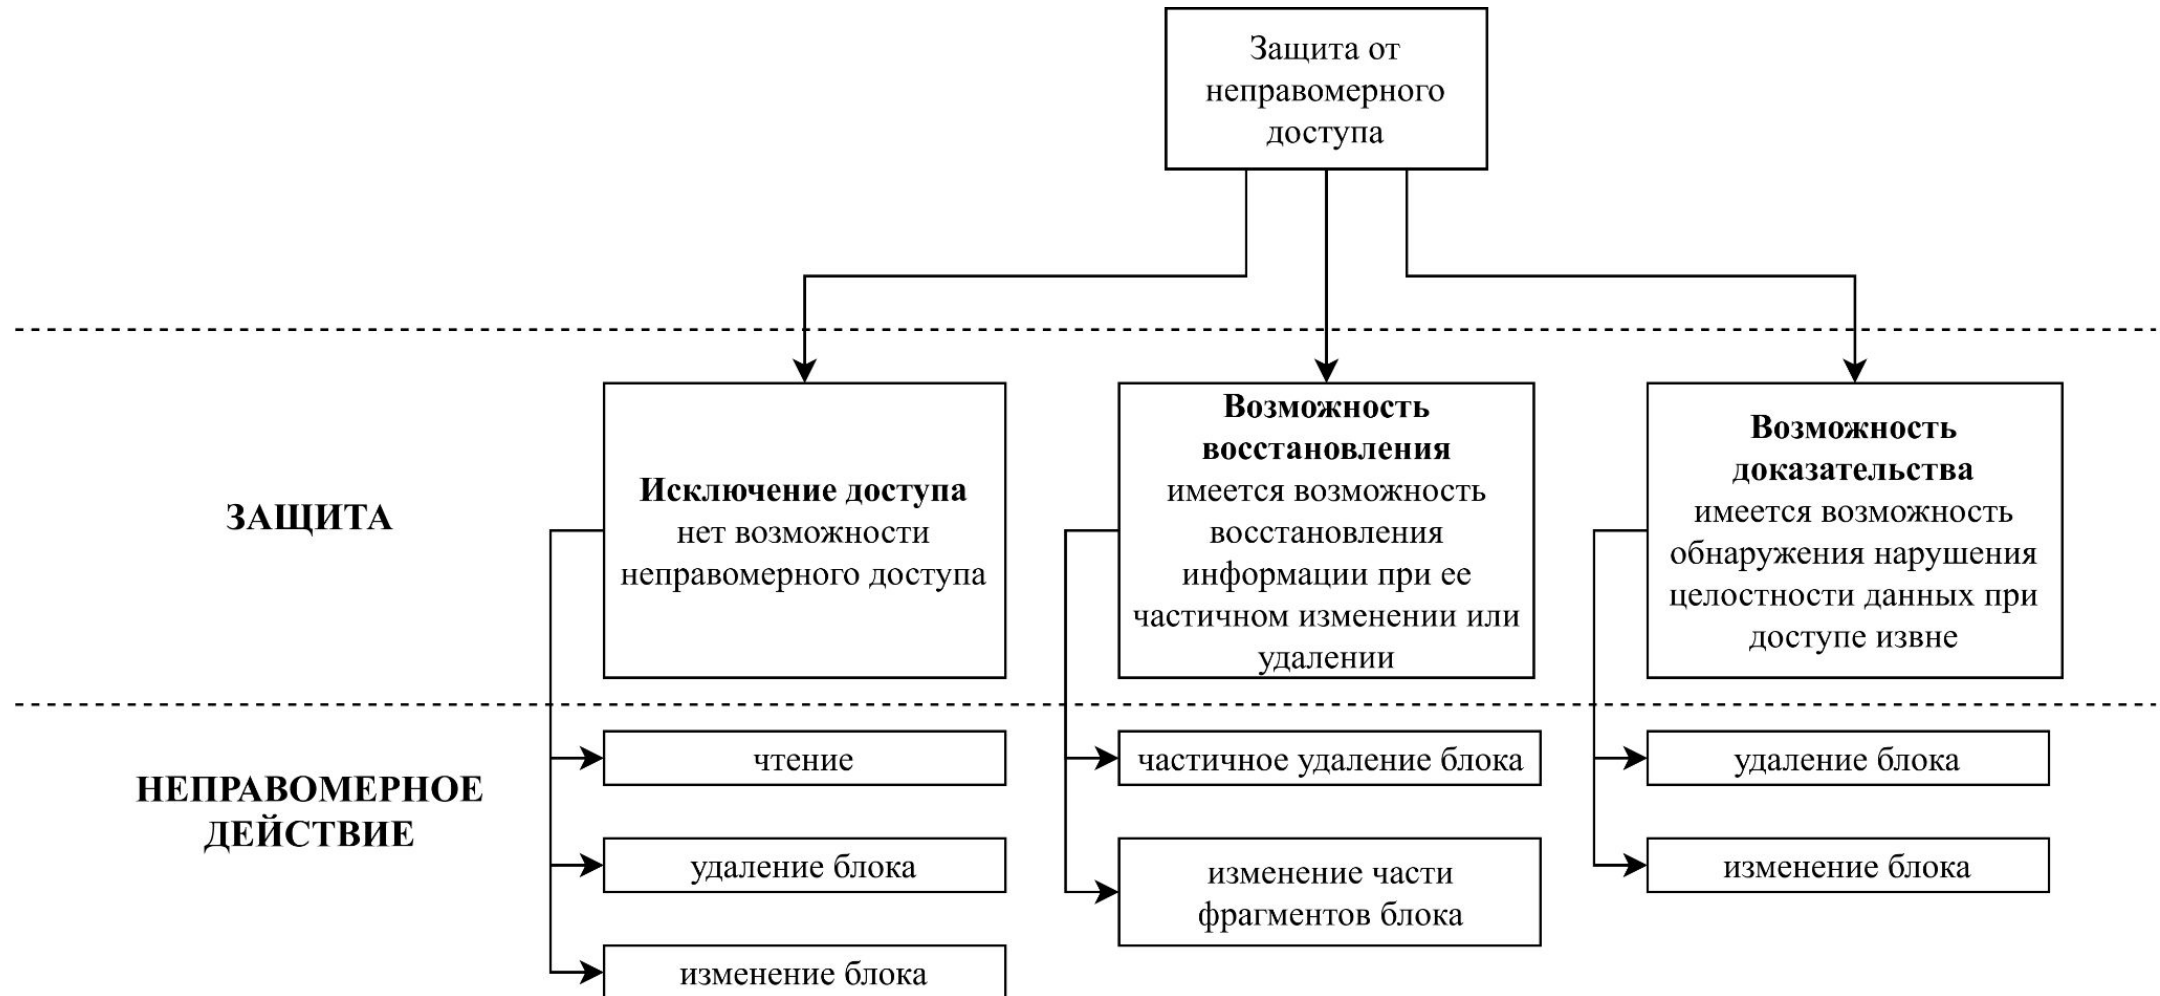 Защита от
неправомерного
доступа
ЗАЩИТА
Исключение доступа
нет возможности
неправомерного доступа
Возможность
восстановления
имеется возможность
восстановления
информации при ее
частичном изменении или
удалении
Возможность
доказательства
имеется возможность
обнаружения нарушения
целостности данных при
доступе извне
НЕПРАВОМЕРНОЕ
ДЕЙСТВИЕ
чтение
удаление блока
изменение блока
частичное удаление блока
изменение части
фрагментов блока
удаление блока
изменение блока